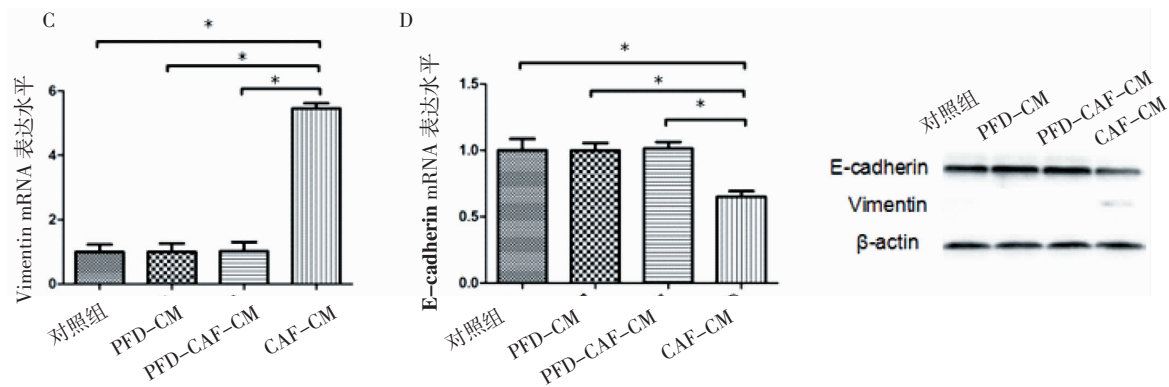 C
*
*
*
Vimentin mRNA 表达水平
6
4
2
0
对照组
PFD-CM
PFD-CAF-CM
CAF-CM
D
*
*
*
E-cadherin mRNA 表达水平
1.5
1.0
0.5
0.0
对照组
PFD-CM
PFD-CAF-CM
CAF-CM
对照组
PFD-CM
PFD-CAF-CM
CAF-CM
E-cadherin
Vimentin
β-actin